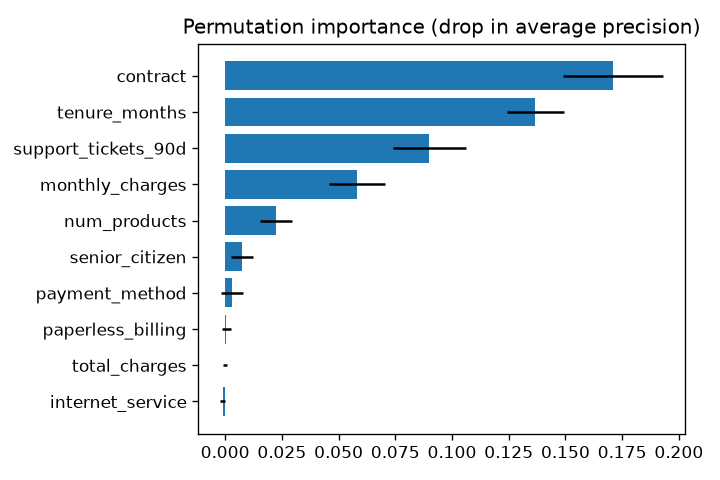 Permutation importance (drop in average precision)
contract
tenure_months
support_tickets_90d
monthly_charges
num_products
senior_citizen
payment_method
paperless_billing
total_charges
internet_service
0.000 0.025 0.050 0.075 0.100 0.125 0.150 0.175 0.200